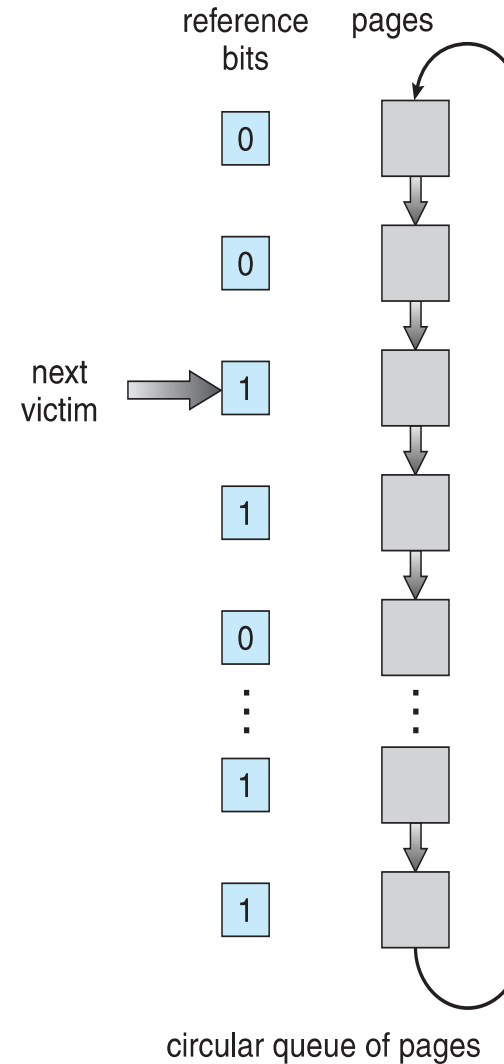 reference bits
pages
0
0
next victim
1
1
0
1
1
circular queue of pages